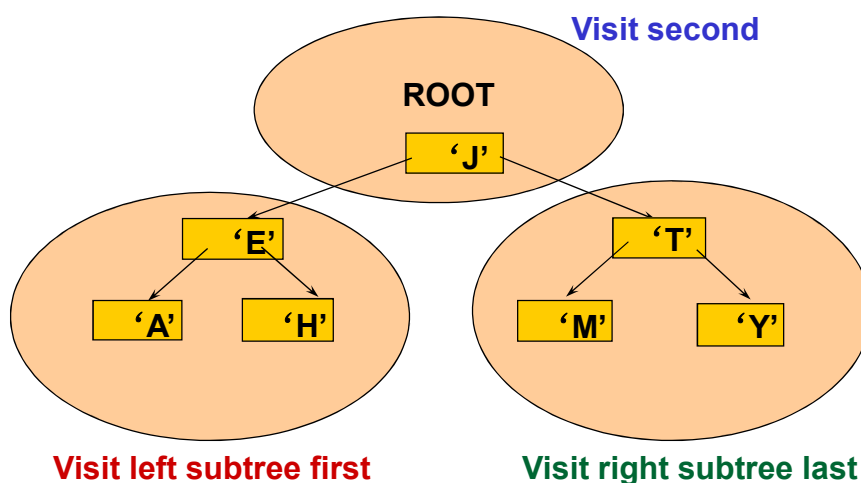 Visit second
ROOT
‘J’
‘E’
‘T’
‘A’
‘H’
‘M’
‘Y’
Visit left subtree first
Visit right subtree last